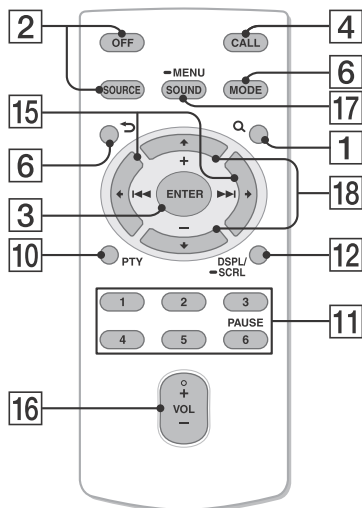 2 OFF CALL 4
SOURCE -MENU SOUND MODE 6
15 17
6 1
+
ENTER 18
3
-
10 PTY DSPL/ -SCRL 12
1 2 3
PAUSE 11
4 5 6
16 + VOL -